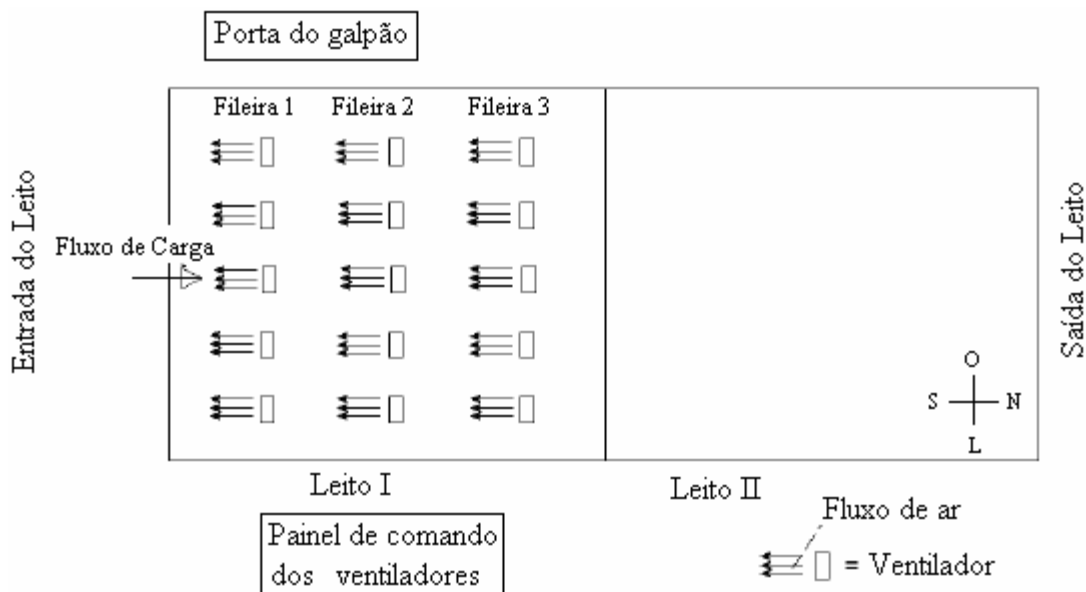 Porta do galpão
Fileira 1 Fileira 2 Fileira 3
Entrada do Leito
Fluxo de Carga
Saída do Leito
O
S N
L
Leito I
Leito II
Painel de comando
dos ventiladores
Fluxo de ar
= Ventilador